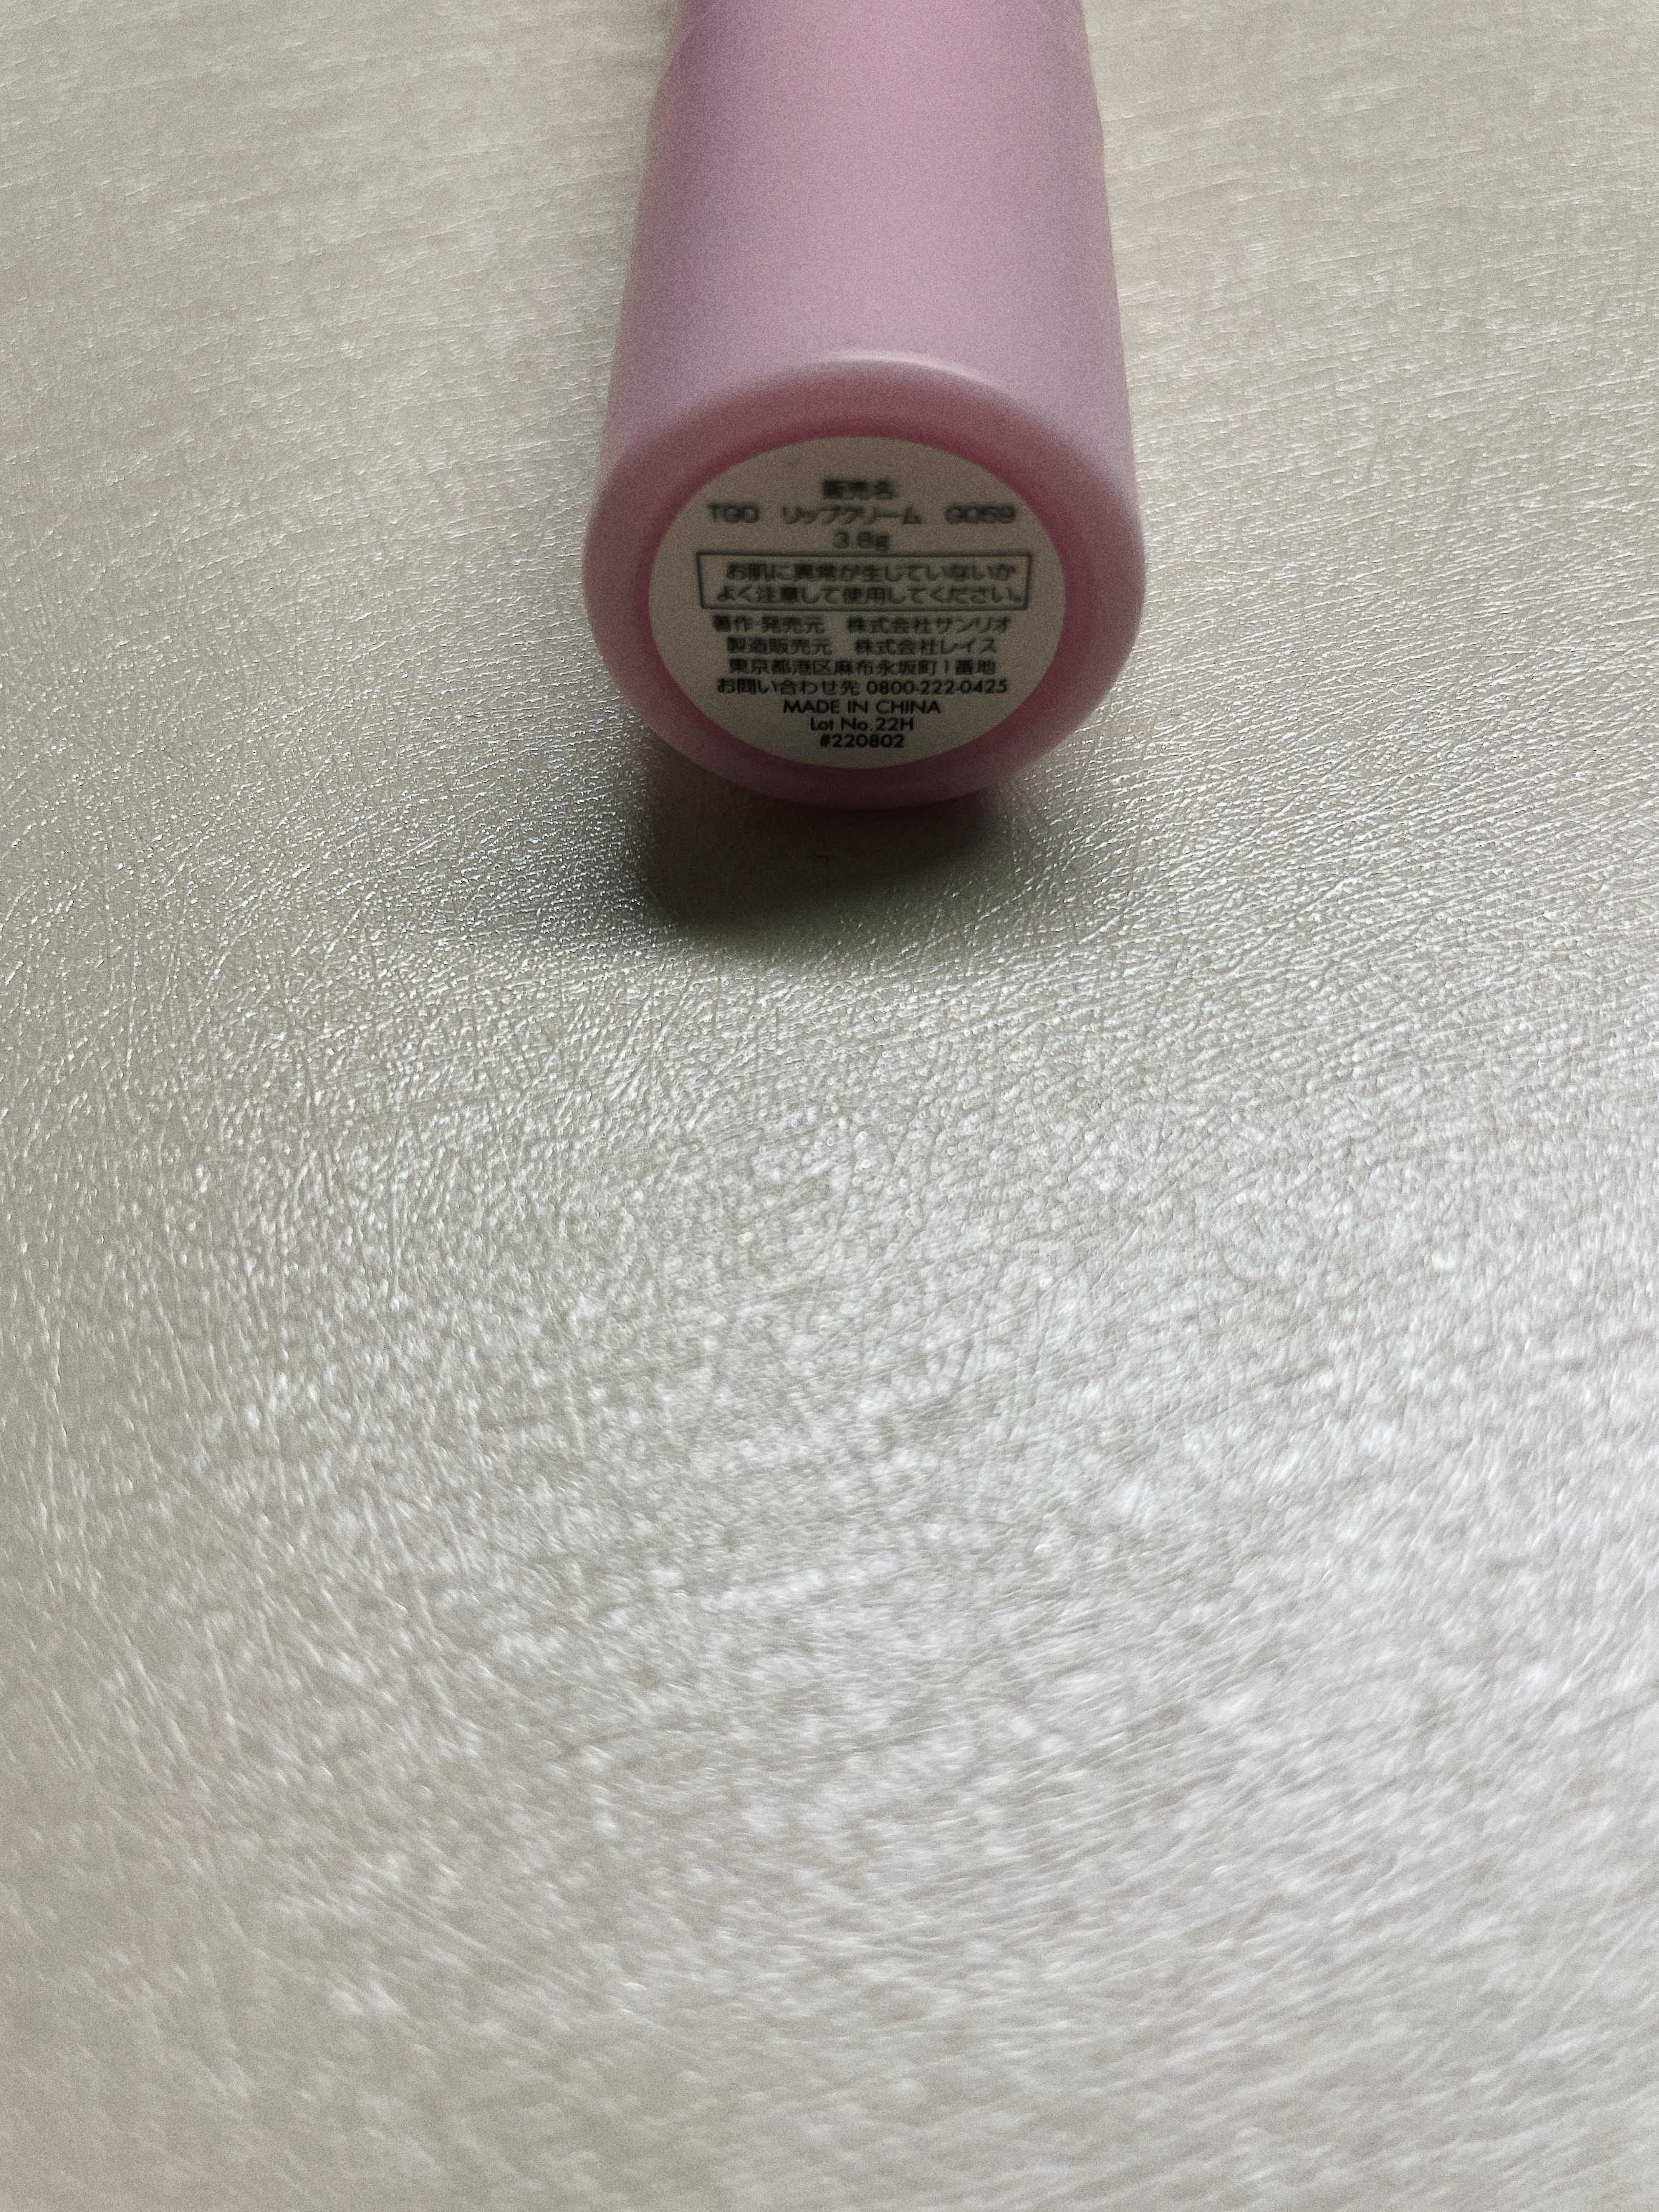 販売名
TGD リップクリーム G059
3.8g
お肌に異常が生じていないか
よく注意して使用してください。
著作・発売元 株式会社サンリオ
製造販売元 株式会社レイス
東京都港区麻布永坂町1番地
お問い合わせ先 0800-222-0425
MADE IN CHINA
Lot No.22H
#220802